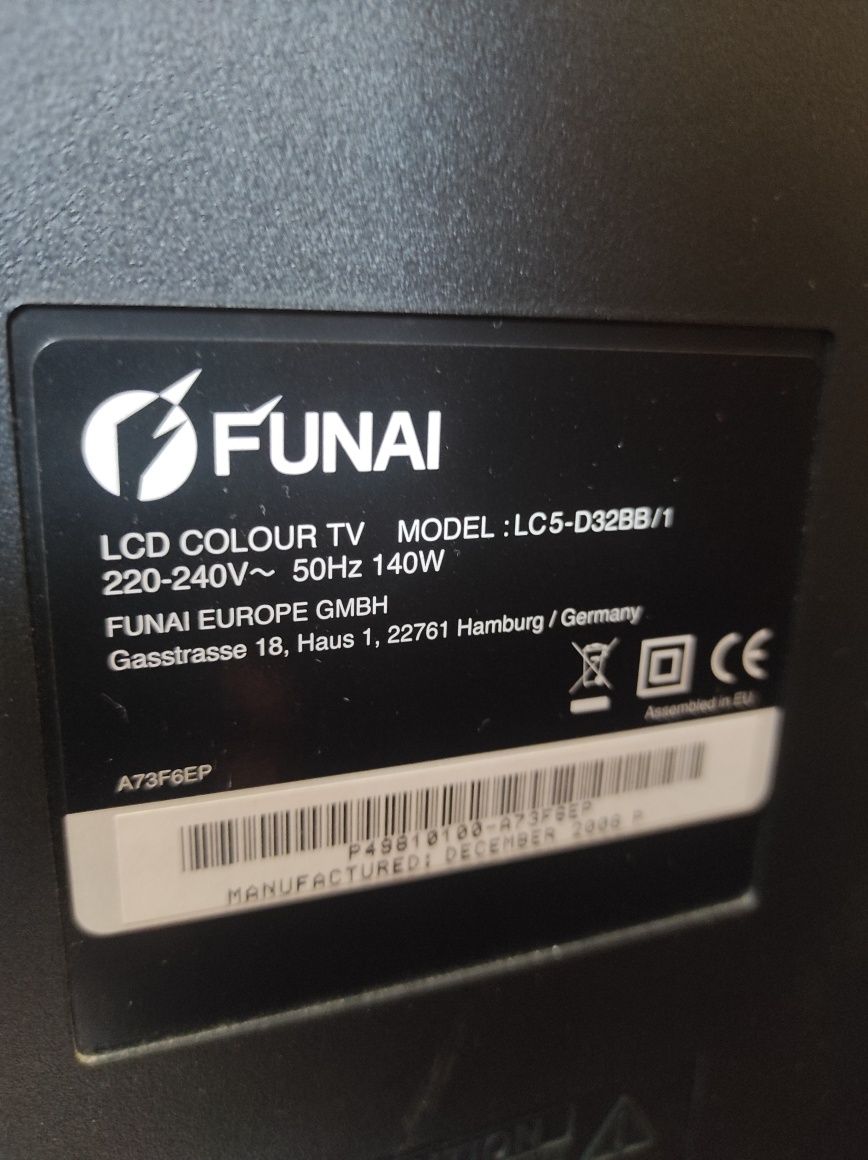 FUNAI
LCD COLOUR TV MODEL : LC5-D32BB/1
220-240V~ 50Hz 140W
FUNAI EUROPE GMBH
Gasstrasse 18, Haus 1, 22761 Hamburg / Germany
CE
Assembled in EU.
A73F6EP
P49810100-A73F6EP
MANUFACTURED: DECEMBER 2008 P